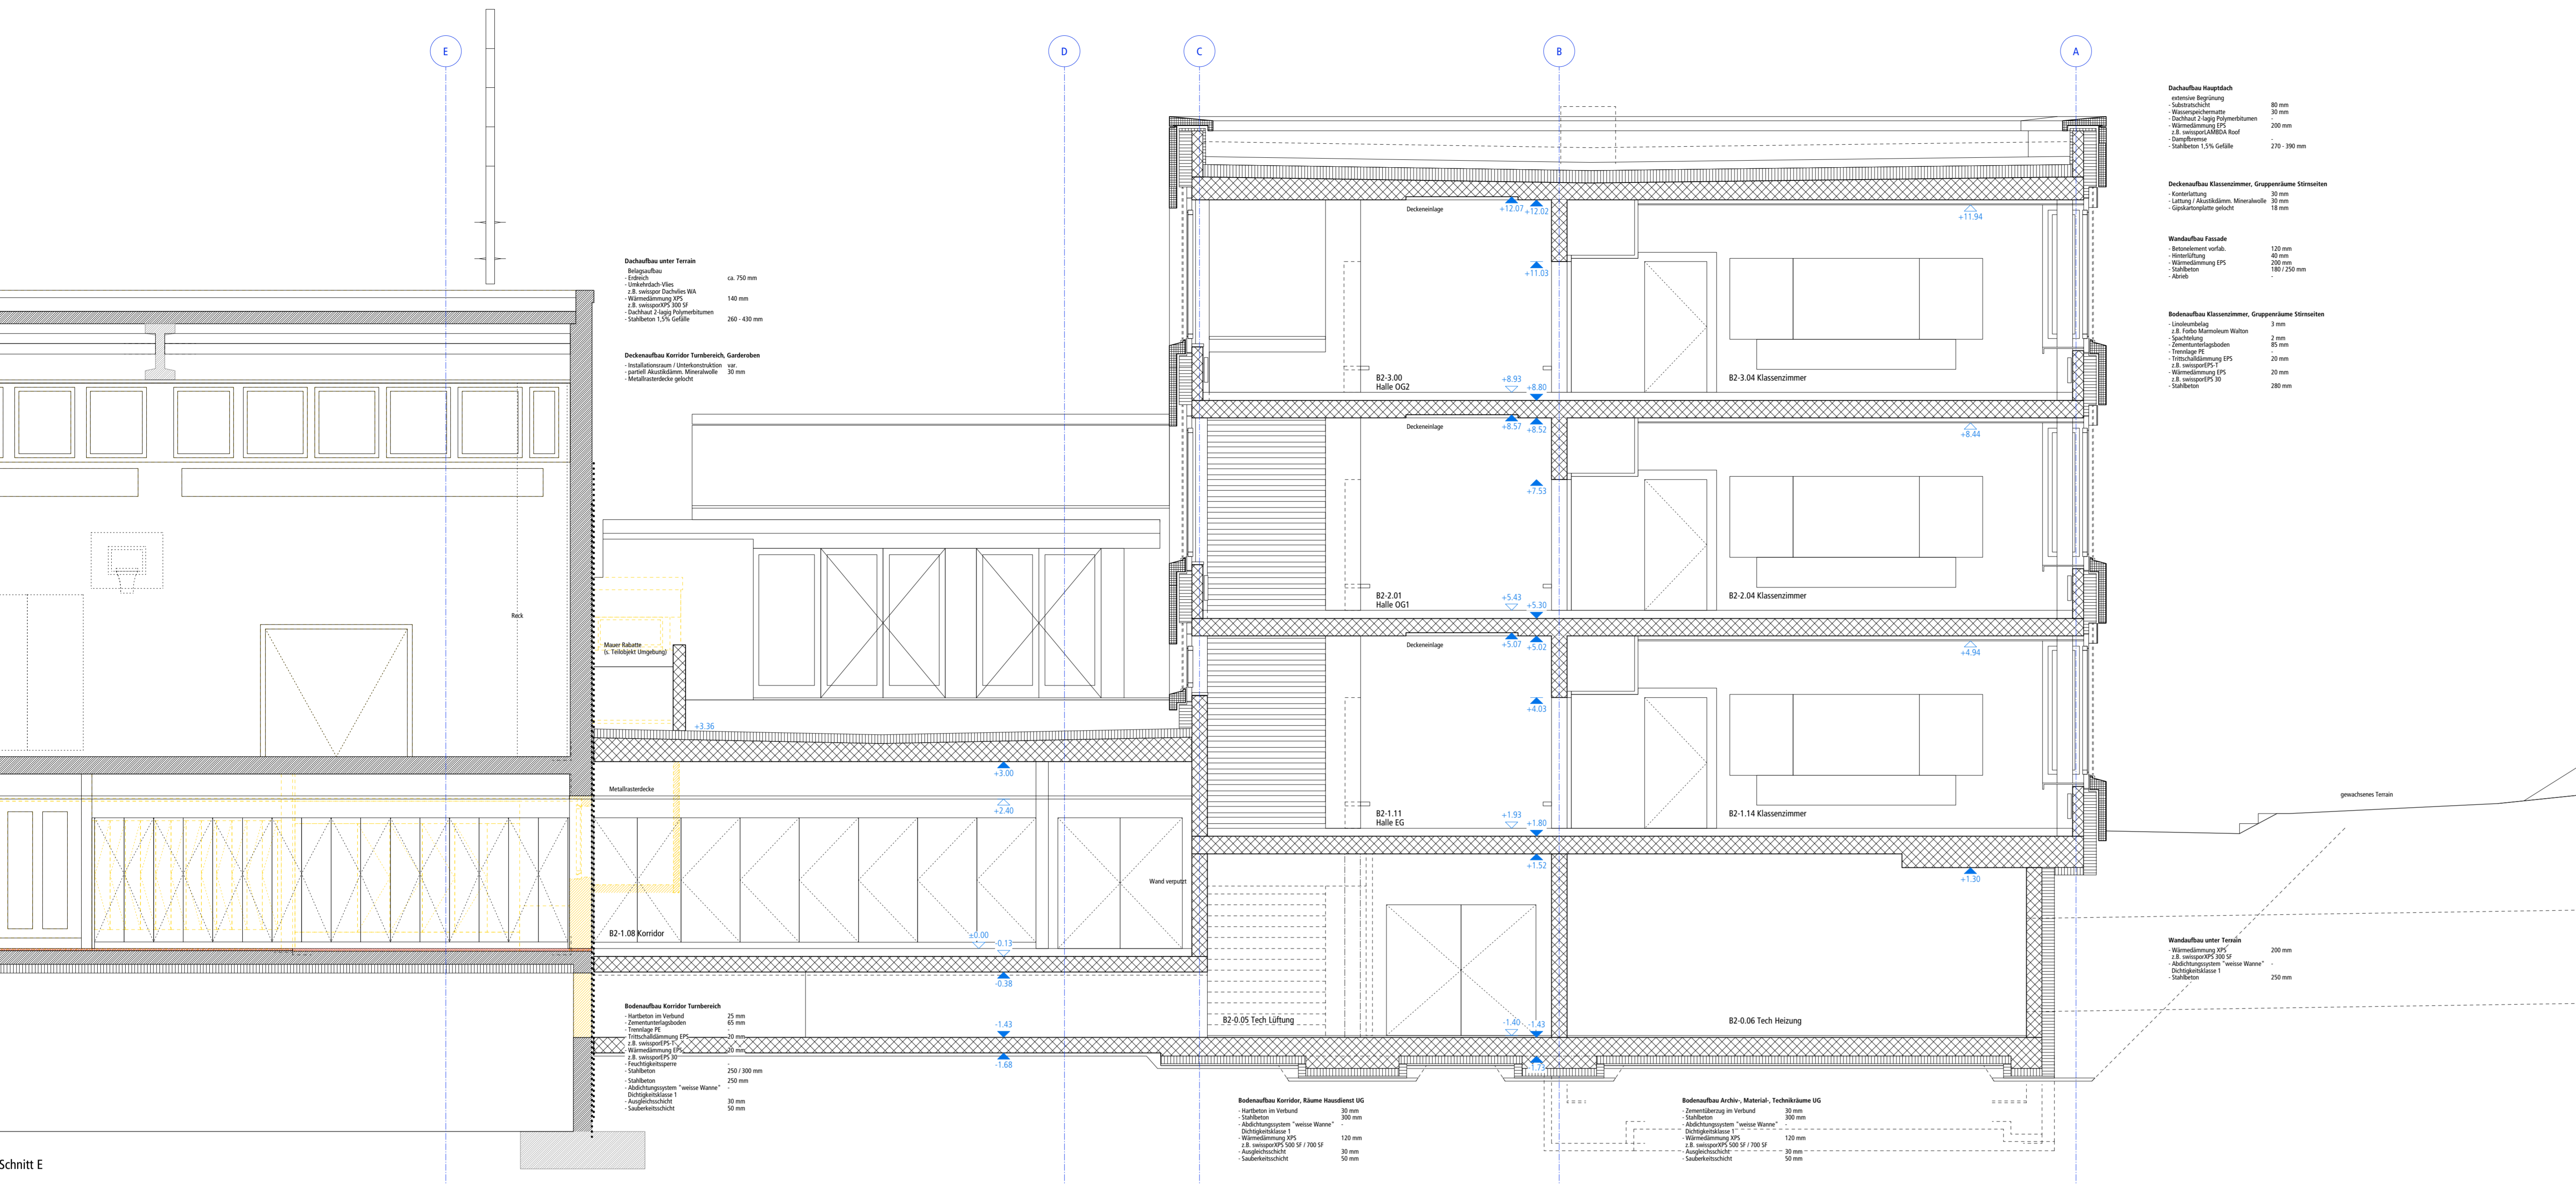 E
D
C
B
A
Dachaufbau Hauptdach
extensive Begrünung
- Substratschicht 80 mm
- Wasserspeichermatte 30 mm
- Dachhaut 2-lagig Polymerbitumen -
- Wärmedämmung EPS 200 mm
z.B. swissporLAMBDA Roof
- Dampfbremse -
- Stahlbeton 1,5% Gefälle 270 - 390 mm
Deckenaufbau Klassenzimmer, Gruppenräume Stirnseiten
- Konterlattung 30 mm
- Lattung / Akustikdämm. Mineralwolle 30 mm
- Gipskartonplatte gelocht 18 mm
Wandaufbau Fassade
- Betonelement vorfab. 120 mm
- Hinterlüftung 40 mm
- Wärmedämmung EPS 200 mm
- Stahlbeton 180 / 250 mm
- Abrieb -
Bodenaufbau Klassenzimmer, Gruppenräume Stirnseiten
- Linoleumbelag 3 mm
z.B. Forbo Marmoleum Walton
- Spachtelung 2 mm
- Zementunterlagsboden 85 mm
- Trennlage PE -
- Trittschalldämmung EPS 20 mm
z.B. swissporEPS-T
- Wärmedämmung EPS 20 mm
z.B. swissporEPS 30
- Stahlbeton 280 mm
Dachaufbau unter Terrain
Belagsaufbau
- Erdreich ca. 750 mm
- Umkehrdach-Vlies
z.B. swisspor Dachvlies WA
- Wärmedämmung XPS 140 mm
z.B. swissporXPS 300 SF
- Dachhaut 2-lagig Polymerbitumen
- Stahlbeton 1,5% Gefälle 260 - 430 mm
Deckenaufbau Korridor Turnbereich, Garderoben
- Installationsraum / Unterkonstruktion var.
- partiell Akustikdämm. Mineralwolle 30 mm
- Metallrasterdecke gelocht
Deckeneinlage
+12.07
+12.02
+11.94
+11.03
B2-3.00
Halle OG2
+8.93
+8.80
B2-3.04 Klassenzimmer
Deckeneinlage
+8.57
+8.52
+8.44
+7.53
B2-2.01
Halle OG1
+5.43
+5.30
B2-2.04 Klassenzimmer
Reck
Mauer Rabatte
(s. Teilobjekt Umgebung)
Deckeneinlage
+5.07
+5.02
+4.94
+4.03
+3.36
+3.00
Metallrasterdecke
+2.40
B2-1.11
Halle EG
+1.93
+1.80
B2-1.14 Klassenzimmer
gewachsenes Terrain
+1.52
+1.30
Wand verputzt
B2-1.08 Korridor
±0.00
-0.13
-0.38
Wandaufbau unter Terrain
- Wärmedämmung XPS 200 mm
z.B. swissporXPS 300 SF
- Abdichtungssystem "weisse Wanne" -
Dichtigkeitsklasse 1
- Stahlbeton 250 mm
Bodenaufbau Korridor Turnbereich
- Hartbeton im Verbund 25 mm
- Zementunterlagsboden 65 mm
- Trennlage PE -
- Trittschalldämmung EPS 20 mm
z.B. swissporEPS-T
- Wärmedämmung EPS 20 mm
z.B. swissporEPS 30
- Feuchtigkeitssperre -
- Stahlbeton 250 / 300 mm
- Stahlbeton 250 mm
- Abdichtungssystem "weisse Wanne" -
Dichtigkeitsklasse 1
- Ausgleichsschicht 30 mm
- Sauberkeitsschicht 50 mm
-1.43
-1.68
B2-0.05 Tech Lüftung
-1.40
-1.43
-1.73
B2-0.06 Tech Heizung
Bodenaufbau Korridor, Räume Hausdienst UG
- Hartbeton im Verbund 30 mm
- Stahlbeton 300 mm
- Abdichtungssystem "weisse Wanne" -
Dichtigkeitsklasse 1
- Wärmedämmung XPS 120 mm
z.B. swissporXPS 500 SF / 700 SF
- Ausgleichsschicht 30 mm
- Sauberkeitsschicht 50 mm
Bodenaufbau Archiv-, Material-, Technikräume UG
- Zementüberzug im Verbund 30 mm
- Stahlbeton 300 mm
- Abdichtungssystem "weisse Wanne" -
Dichtigkeitsklasse 1
- Wärmedämmung XPS 120 mm
z.B. swissporXPS 500 SF / 700 SF
- Ausgleichsschicht 30 mm
- Sauberkeitsschicht 50 mm
Schnitt E